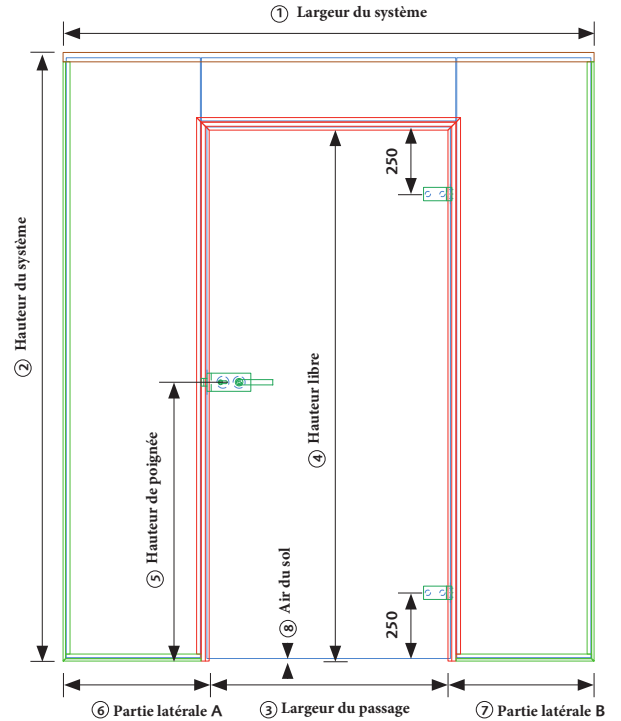 ① Largeur du système
② Hauteur du système
250
④ Hauteur libre
⑤ Hauteur de poignée
⑧ Air du sol
250
⑥ Partie latérale A
③ Largeur du passage
⑦ Partie latérale B